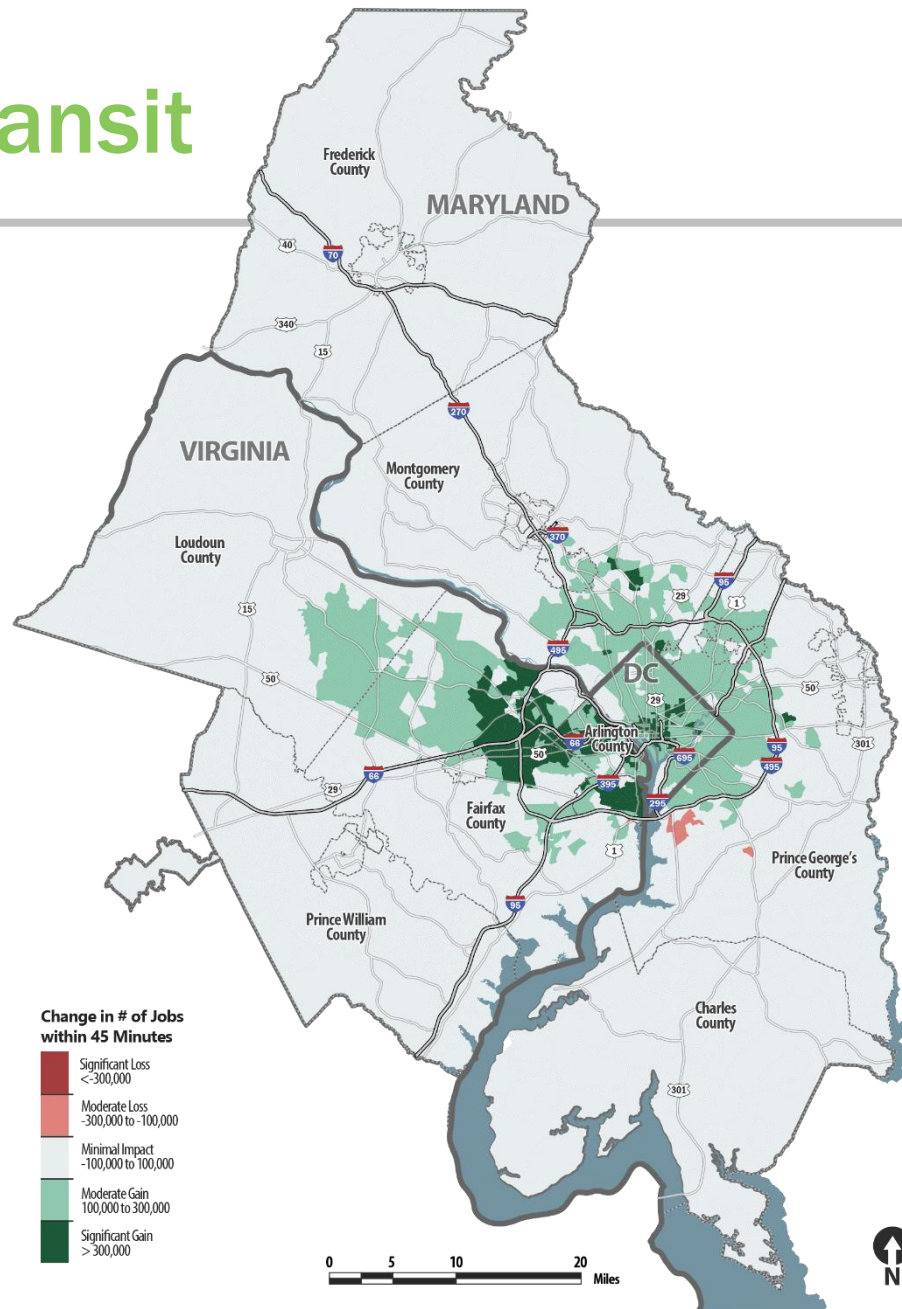 ansit
Frederick
County
MARYLAND
40
70
340
15
270
VIRGINIA
Montgomery
County
Loudoun
County
370
95
29
1
15
495
50
DC
50
29
Arlington
County
66
50
301
95
695
495
66
395
29
295
Fairfax
County
1
Prince George's
County
95
Prince William
County
Charles
County
301
Change in # of Jobs
within 45 Minutes
Significant Loss
<-300,000
Moderate Loss
-300,000 to -100,000
Minimal Impact
-100,000 to 100,000
Moderate Gain
100,000 to 300,000
Significant Gain
> 300,000
0 5 10 20
Miles
N